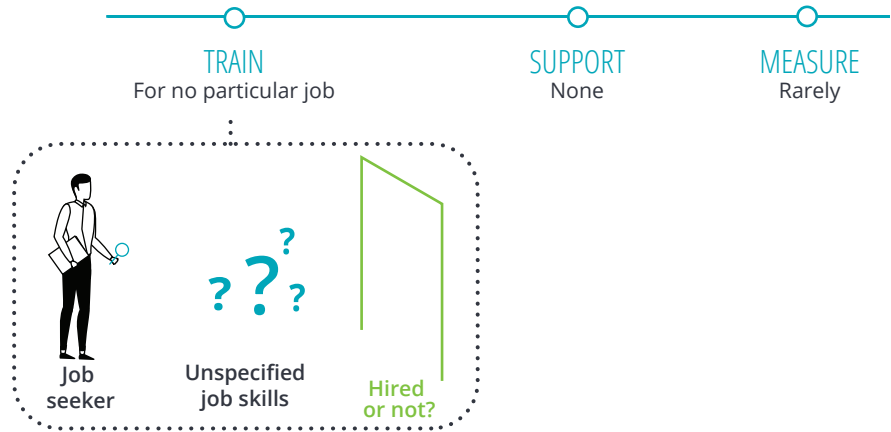 TRAIN
For no particular job
SUPPORT
None
MEASURE
Rarely
? ? ? ?
Job
seeker
Unspecified
job skills
Hired
or not?